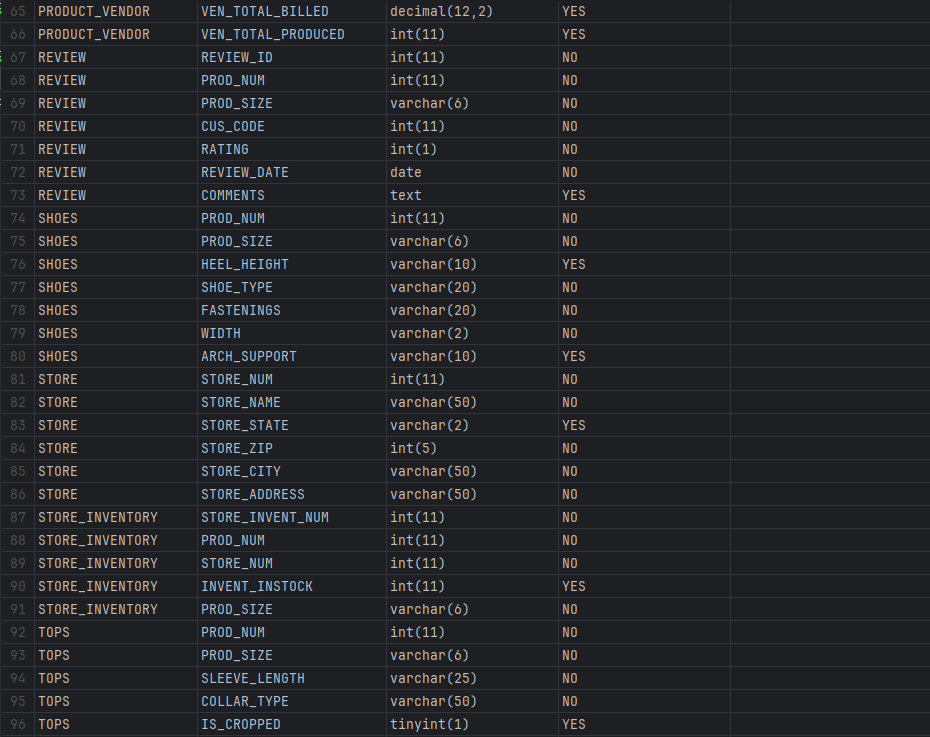 65 PRODUCT_VENDOR VEN_TOTAL_BILLED decimal(12,2) YES
66 PRODUCT_VENDOR VEN_TOTAL_PRODUCED int(11) YES
67 REVIEW REVIEW_ID int(11) NO
68 REVIEW PROD_NUM int(11) NO
69 REVIEW PROD_SIZE varchar(6) NO
70 REVIEW CUS_CODE int(11) NO
71 REVIEW RATING int(1) NO
72 REVIEW REVIEW_DATE date NO
73 REVIEW COMMENTS text YES
74 SHOES PROD_NUM int(11) NO
75 SHOES PROD_SIZE varchar(6) NO
76 SHOES HEEL_HEIGHT varchar(10) YES
77 SHOES SHOE_TYPE varchar(20) NO
78 SHOES FASTENINGS varchar(20) NO
79 SHOES WIDTH varchar(2) NO
80 SHOES ARCH_SUPPORT varchar(10) YES
81 STORE STORE_NUM int(11) NO
82 STORE STORE_NAME varchar(50) NO
83 STORE STORE_STATE varchar(2) YES
84 STORE STORE_ZIP int(5) NO
85 STORE STORE_CITY varchar(50) NO
86 STORE STORE_ADDRESS varchar(50) NO
87 STORE_INVENTORY STORE_INVENT_NUM int(11) NO
88 STORE_INVENTORY PROD_NUM int(11) NO
89 STORE_INVENTORY STORE_NUM int(11) NO
90 STORE_INVENTORY INVENT_INSTOCK int(11) YES
91 STORE_INVENTORY PROD_SIZE varchar(6) NO
92 TOPS PROD_NUM int(11) NO
93 TOPS PROD_SIZE varchar(6) NO
94 TOPS SLEEVE_LENGTH varchar(25) NO
95 TOPS COLLAR_TYPE varchar(50) NO
96 TOPS IS_CROPPED tinyint(1) YES